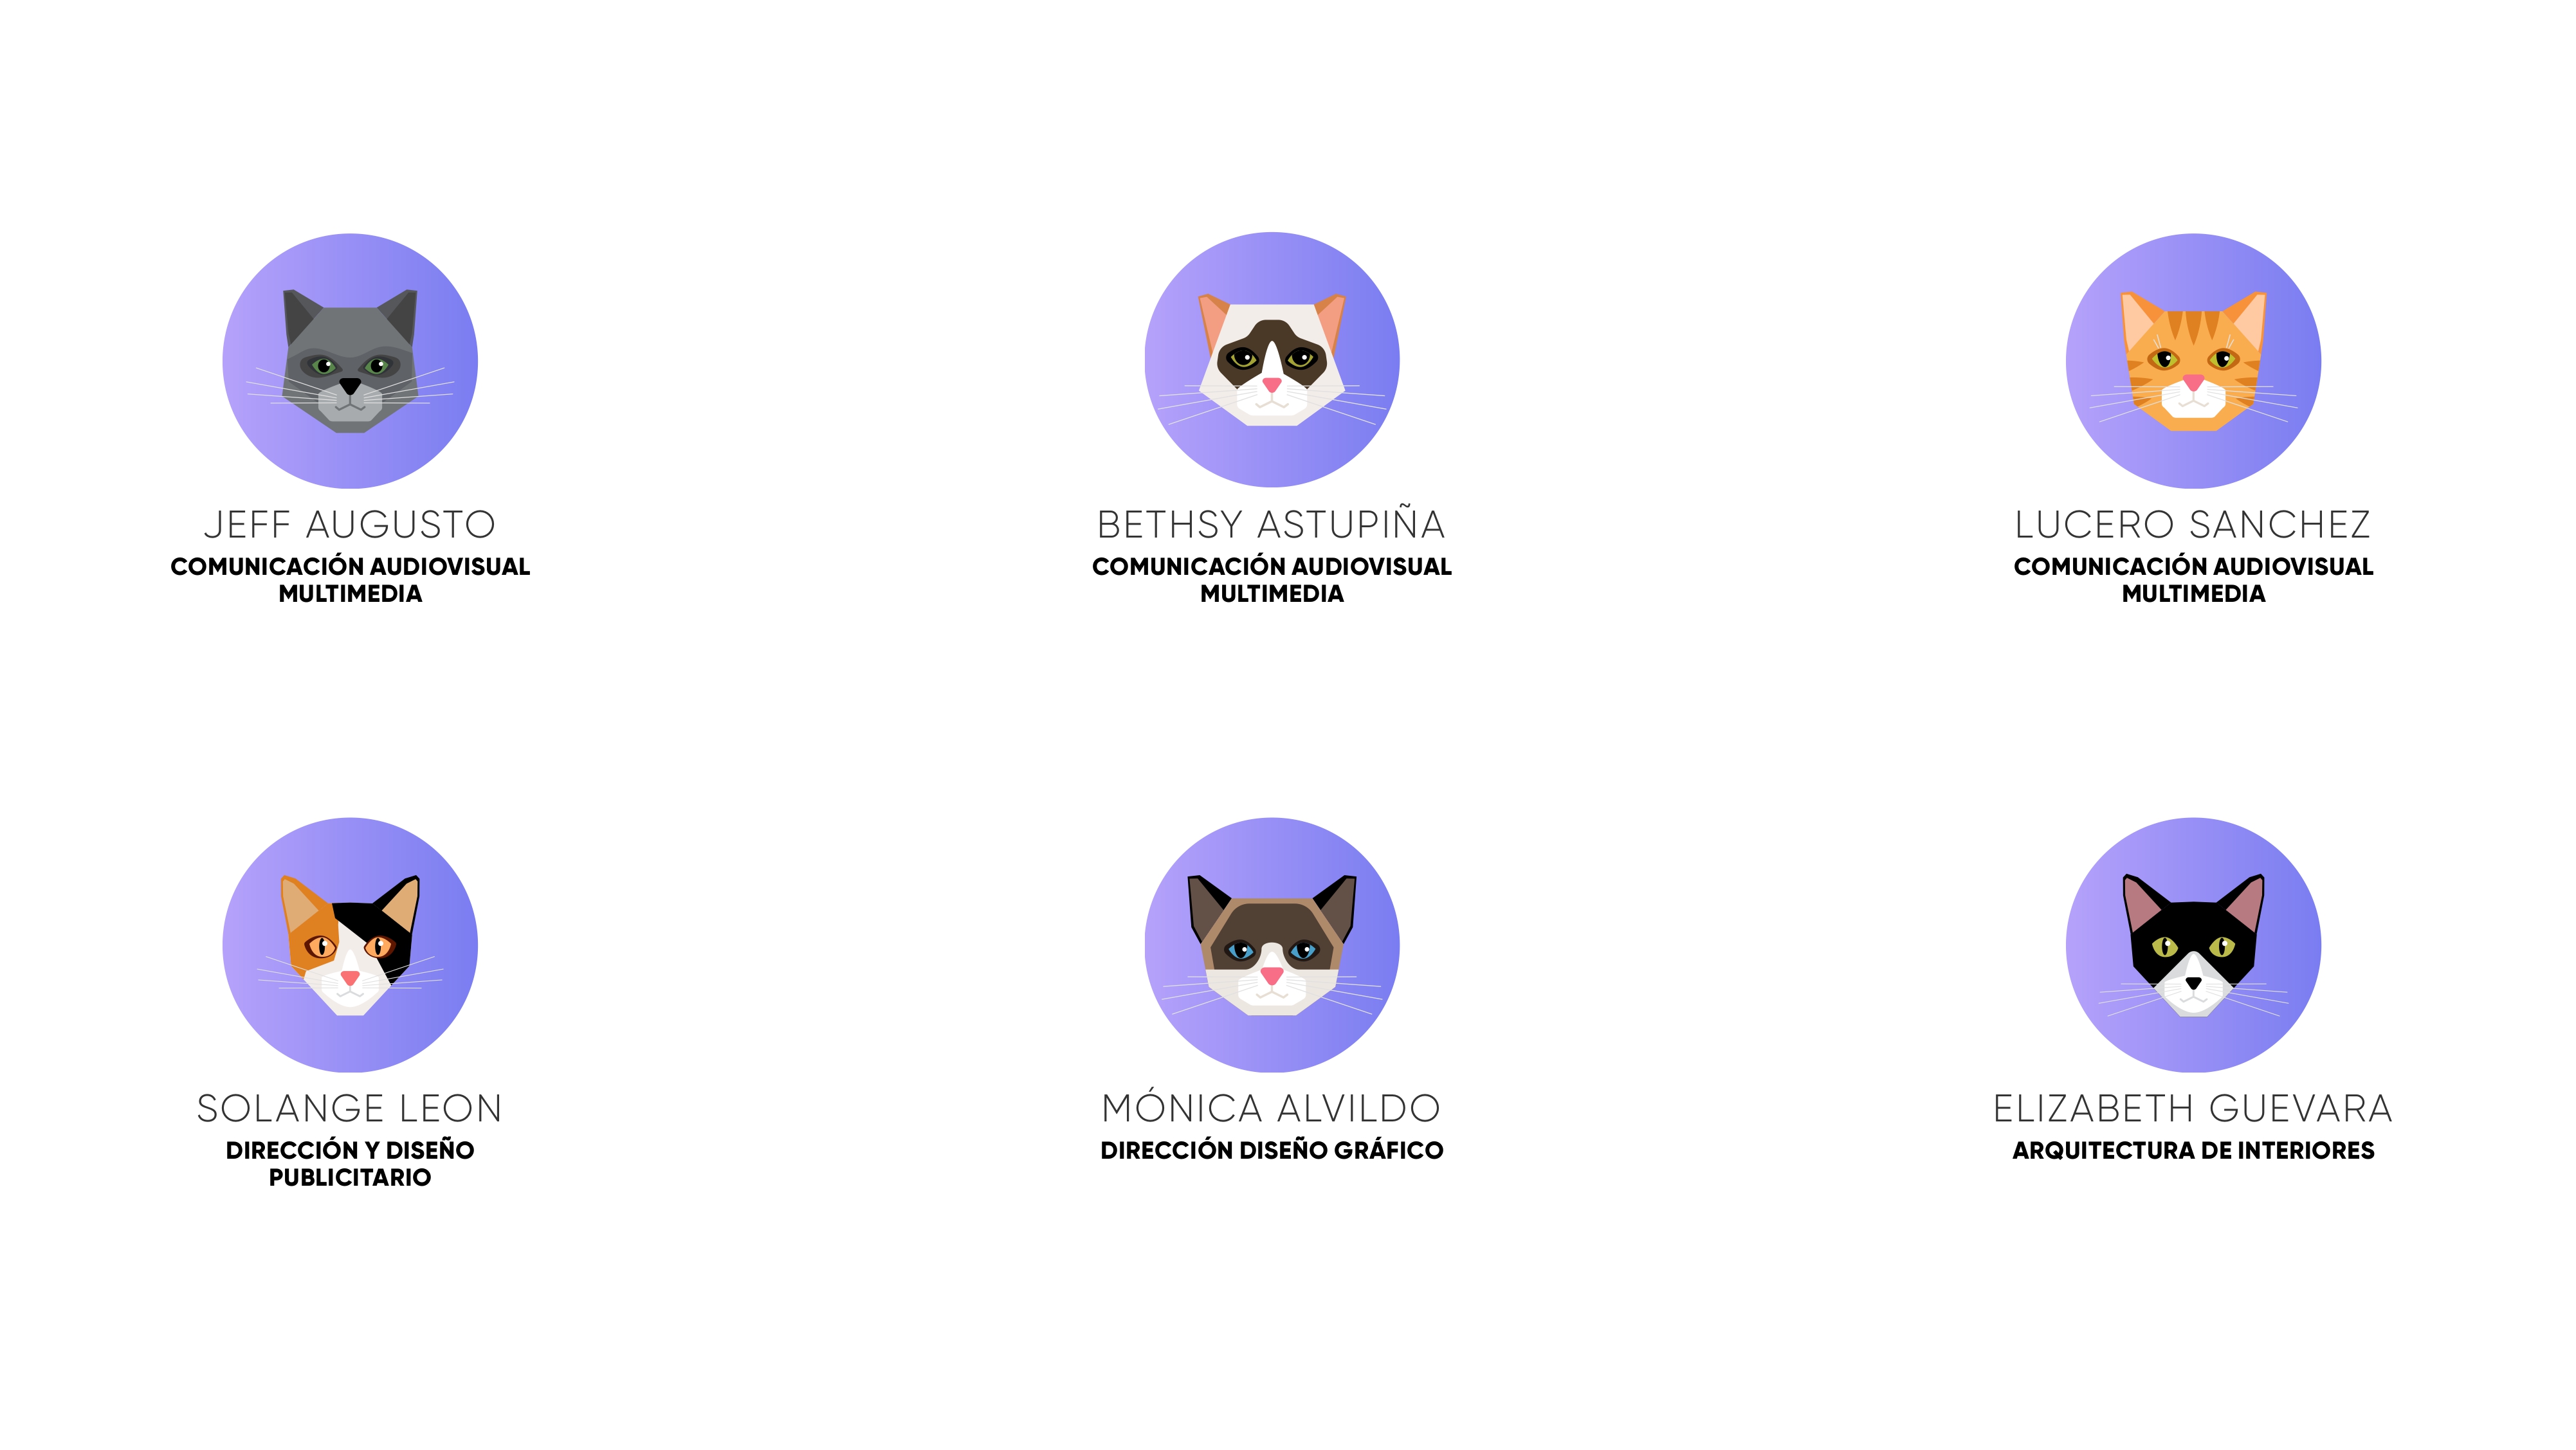 JEFF AUGUSTO
COMUNICACIÓN AUDIOVISUAL
MULTIMEDIA
BETHSY ASTUPIÑA
COMUNICACIÓN AUDIOVISUAL
MULTIMEDIA
LUCERO SANCHEZ
COMUNICACIÓN AUDIOVISUAL
MULTIMEDIA
SOLANGE LEON
DIRECCIÓN Y DISEÑO
PUBLICITARIO
MÓNICA ALVILDO
DIRECCIÓN DISEÑO GRÁFICO
ELIZABETH GUEVARA
ARQUITECTURA DE INTERIORES